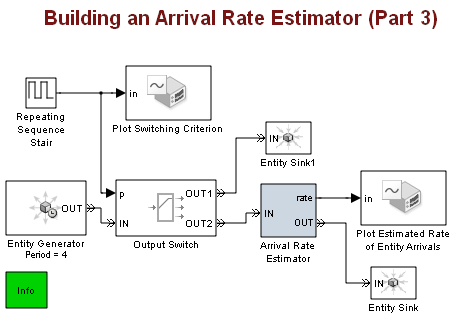 Building an Arrival Rate Estimator (Part 3)
in
Repeating
Sequence
Stair
Plot Switching Criterion
IN
Entity Sink1
p
OUT1
OUT
IN
OUT2
Entity Generator
Period = 4
Output Switch
rate
IN
OUT
Arrival Rate
Estimator
in
Plot Estimated Rate
of Entity Arrivals
Info
IN
Entity Sink